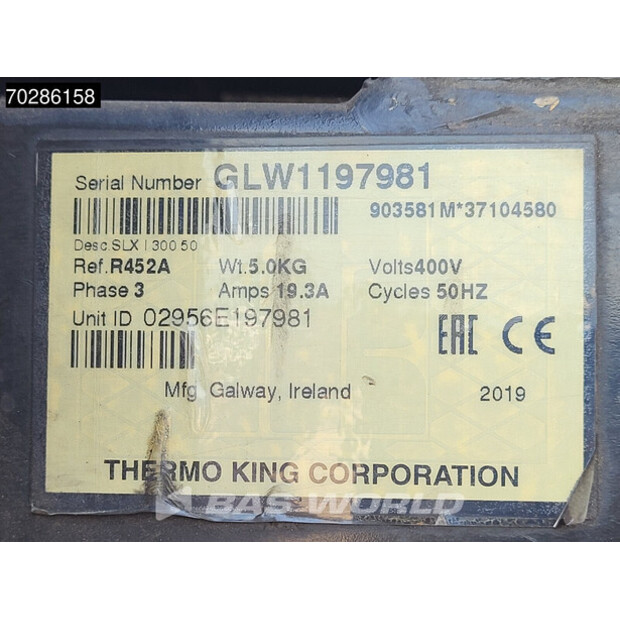 70286158
Serial Number GLW1197981
903581M*37104580
Desc.SLX I 300 50
Ref.R452A Wt.5.0KG Volts400V
Phase 3 Amps 19.3A Cycles 50HZ
Unit ID 02956E197981
EAC CE
Mfg. Galway, Ireland 2019
THERMO KING CORPORATION
BAS WORLD